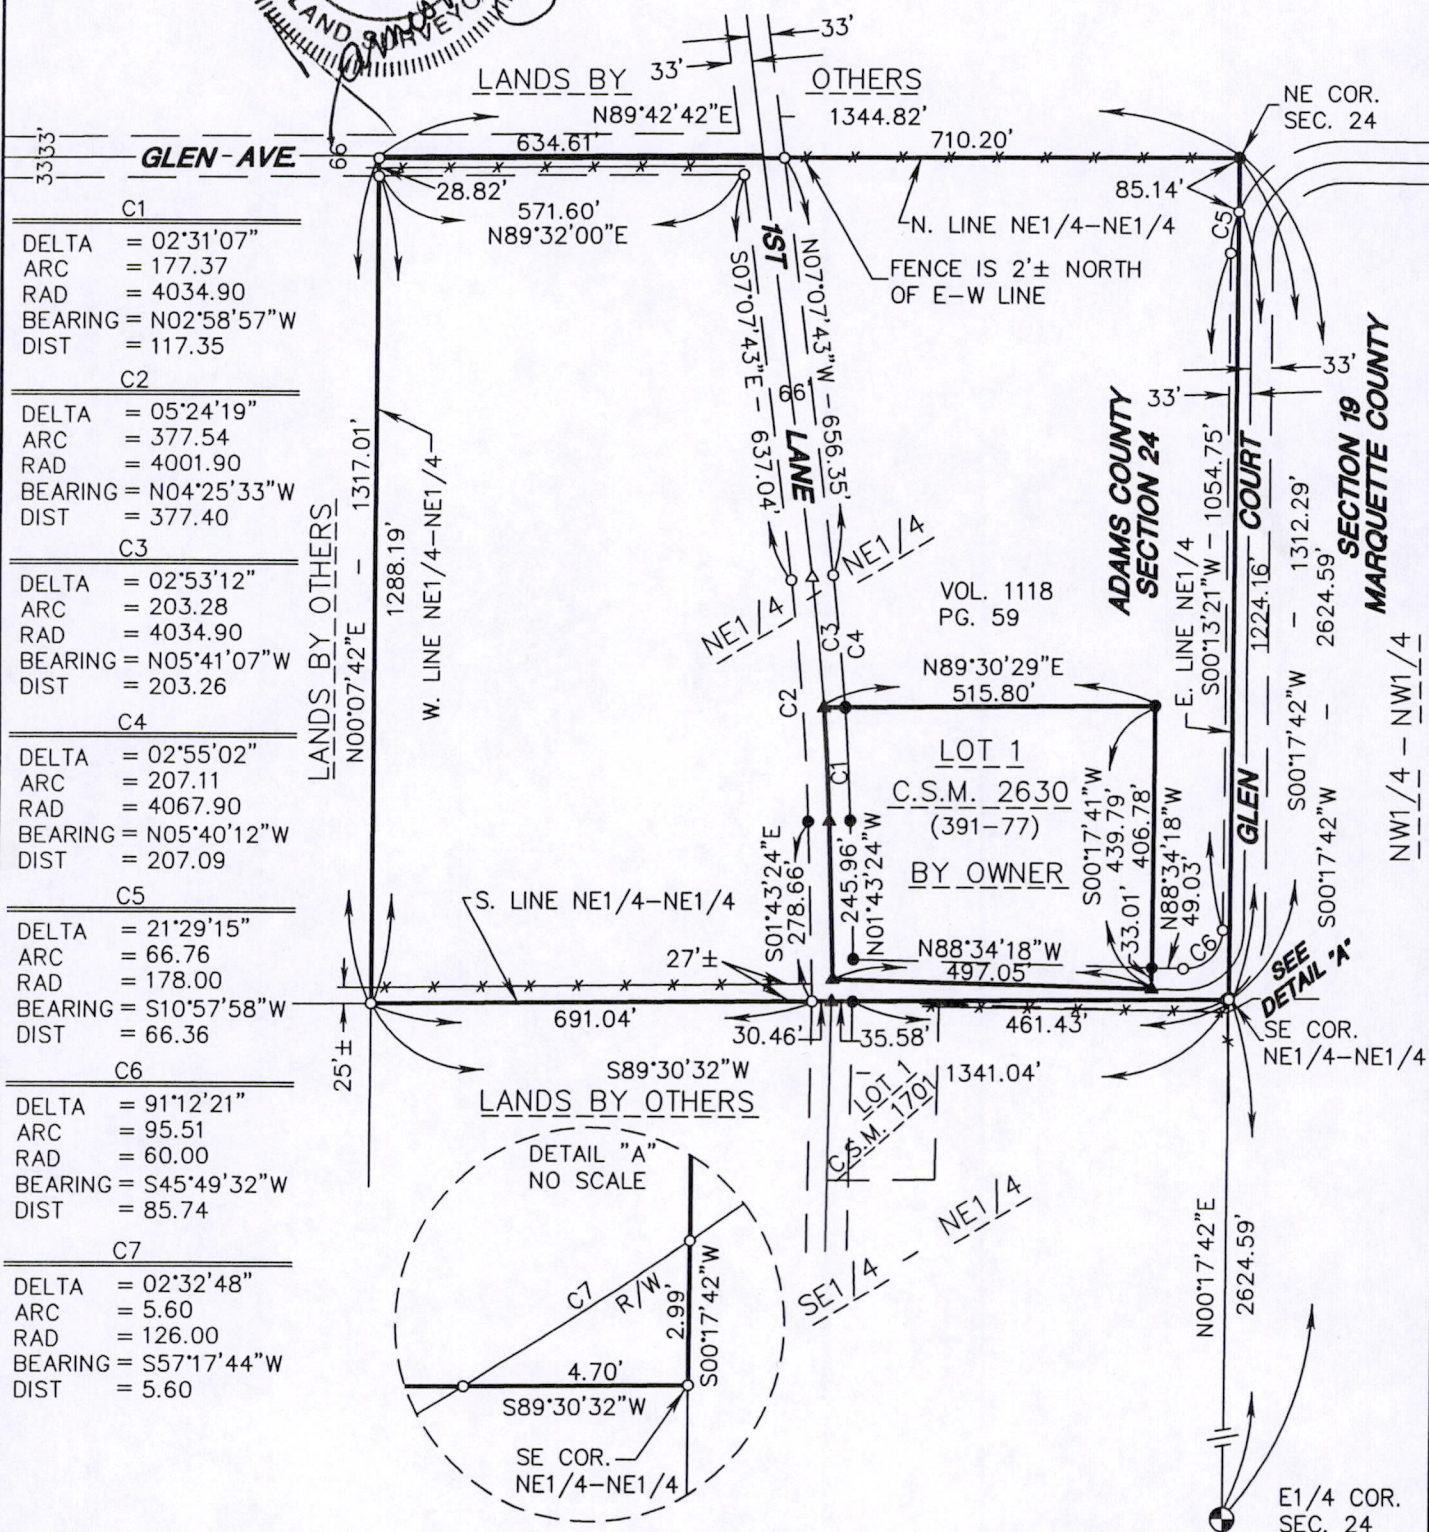 LAND SURVEYOR
33'
33'
LANDS BY OTHERS
N89°42'42"E - 1344.82'
NE COR.
SEC. 24
33'33'
GLEN AVE.
66'
634.61'
710.20'
28.82'
85.14'
571.60'
N89°32'00"E
N. LINE NE1/4-NE1/4
C5
FENCE IS 2'± NORTH
OF E-W LINE
1ST LANE
S07°07'43"E - 637.04'
N07°07'43"W - 656.35'
66'
C1
DELTA = 02°31'07"
ARC = 177.37
RAD = 4034.90
BEARING = N02°58'57"W
DIST = 117.35
C2
DELTA = 05°24'19"
ARC = 377.54
RAD = 4001.90
BEARING = N04°25'33"W
DIST = 377.40
C3
DELTA = 02°53'12"
ARC = 203.28
RAD = 4034.90
BEARING = N05°41'07"W
DIST = 203.26
C4
DELTA = 02°55'02"
ARC = 207.11
RAD = 4067.90
BEARING = N05°40'12"W
DIST = 207.09
C5
DELTA = 21°29'15"
ARC = 66.76
RAD = 178.00
BEARING = S10°57'58"W
DIST = 66.36
C6
DELTA = 91°12'21"
ARC = 95.51
RAD = 60.00
BEARING = S45°49'32"W
DIST = 85.74
C7
DELTA = 02°32'48"
ARC = 5.60
RAD = 126.00
BEARING = S57°17'44"W
DIST = 5.60
LANDS BY OTHERS
N00°07'42"E - 1317.01'
1288.19'
W. LINE NE1/4-NE1/4
33'
33'
ADAMS COUNTY
SECTION 24
SECTION 19
MARQUETTE COUNTY
E. LINE NE1/4
S00°13'21"W - 1054.75'
GLEN COURT
1224.16'
S00°17'42"W - 1312.29'
S00°17'42"W - 2624.59'
NW1/4 - NW1/4
NE1/4
NE1/4
VOL. 1118
PG. 59
C3
C4
C2
N89°30'29"E
515.80'
LOT 1
C.S.M. 2630
(391-77)
BY OWNER
C1
S01°43'24"E
278.66'
245.96'
N01°43'24"W
S00°17'41"W
439.79'
406.78'
33.01'
N88°34'18"W
49.03'
C6
N88°34'18"W
497.05'
S. LINE NE1/4-NE1/4
27'±
SEE
DETAIL "A"
691.04'
30.46'
35.58'
461.43'
SE COR.
NE1/4-NE1/4
25'±
S89°30'32"W - 1341.04'
LANDS BY OTHERS
LOT 1
C.S.M. 1701
DETAIL "A"
NO SCALE
C7
R/W
2.99'
S00°17'42"W
4.70'
S89°30'32"W
SE COR.
NE1/4-NE1/4
SE1/4 - NE1/4
N00°17'42"E
2624.59'
E1/4 COR.
SEC. 24